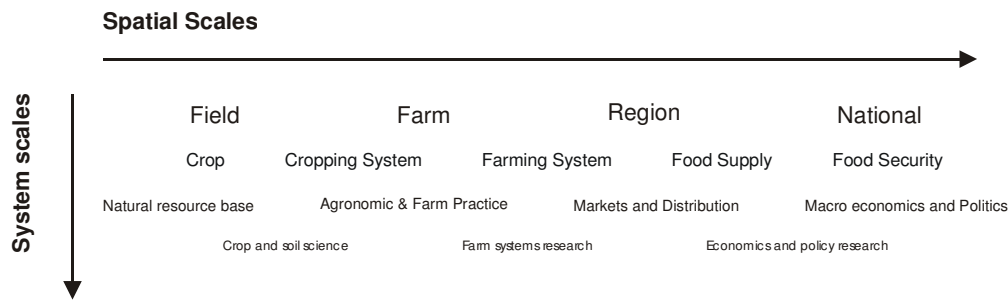 Spatial Scales
System scales
Field Farm Region National
Crop Cropping System Farming System Food Supply Food Security
Natural resource base Agronomic & Farm Practice Markets and Distribution Macro economics and Politics
Crop and soil science Farm systems research Economics and policy research